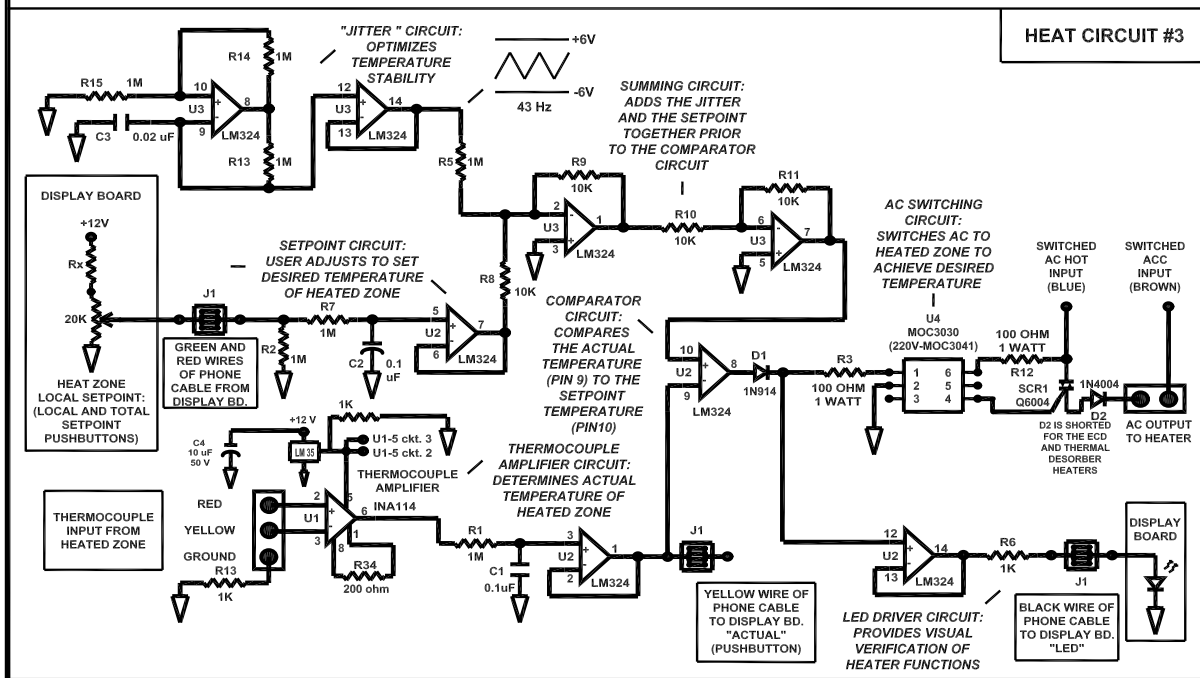 HEAT CIRCUIT #3
"JITTER " CIRCUIT:
OPTIMIZES
TEMPERATURE
STABILITY
+6V
-6V
43 Hz
R14
1M
R15
1M
10
U3
8
9
LM324
C3
0.02 uF
R13
1M
12
U3
14
13
LM324
R5
1M
SUMMING CIRCUIT:
ADDS THE JITTER
AND THE SETPOINT
TOGETHER PRIOR
TO THE COMPARATOR
CIRCUIT
R9
10K
2
U3
1
3
LM324
R10
10K
R11
10K
6
U3
7
5
LM324
DISPLAY BOARD
+12V
Rx
20K
HEAT ZONE
LOCAL SETPOINT:
(LOCAL AND TOTAL
SETPOINT
PUSHBUTTONS)
J1
GREEN AND
RED WIRES
OF PHONE
CABLE FROM
DISPLAY BD.
SETPOINT CIRCUIT:
USER ADJUSTS TO SET
DESIRED TEMPERATURE
OF HEATED ZONE
R7
1M
R2
1M
C2
0.1
uF
5
U2
7
6
LM324
R8
10K
COMPARATOR
CIRCUIT:
COMPARES
THE ACTUAL
TEMPERATURE
(PIN 9) TO THE
SETPOINT
TEMPERATURE
(PIN10)
10
U2
8
9
LM324
D1
1N914
R3
100 OHM
1 WATT
AC SWITCHING
CIRCUIT:
SWITCHES AC TO
HEATED ZONE TO
ACHIEVE DESIRED
TEMPERATURE
U4
MOC3030
(220V-MOC3041)
1
2
3
6
5
4
100 OHM
1 WATT
R12
SWITCHED
AC HOT
INPUT
(BLUE)
SWITCHED
ACC
INPUT
(BROWN)
SCR1
Q6004
1N4004
D2
D2 IS SHORTED
FOR THE ECD
AND THERMAL
DESORBER
HEATERS
AC OUTPUT
TO HEATER
1K
+12 V
LM 35
C4
10 uF
50 V
U1-5 ckt. 3
U1-5 ckt. 2
THERMOCOUPLE
AMPLIFIER
THERMOCOUPLE
AMPLIFIER CIRCUIT:
DETERMINES ACTUAL
TEMPERATURE OF
HEATED ZONE
THERMOCOUPLE
INPUT FROM
HEATED ZONE
RED
YELLOW
GROUND
R13
1K
2
U1
3
5
6
1
8
INA114
R34
200 ohm
R1
1M
C1
0.1uF
3
U2
1
2
LM324
J1
YELLOW WIRE OF
PHONE CABLE
TO DISPLAY BD.
"ACTUAL"
(PUSHBUTTON)
12
U2
14
13
LM324
LED DRIVER CIRCUIT:
PROVIDES VISUAL
VERIFICATION OF
HEATER FUNCTIONS
R6
1K
J1
BLACK WIRE OF
PHONE CABLE
TO DISPLAY BD.
"LED"
DISPLAY
BOARD